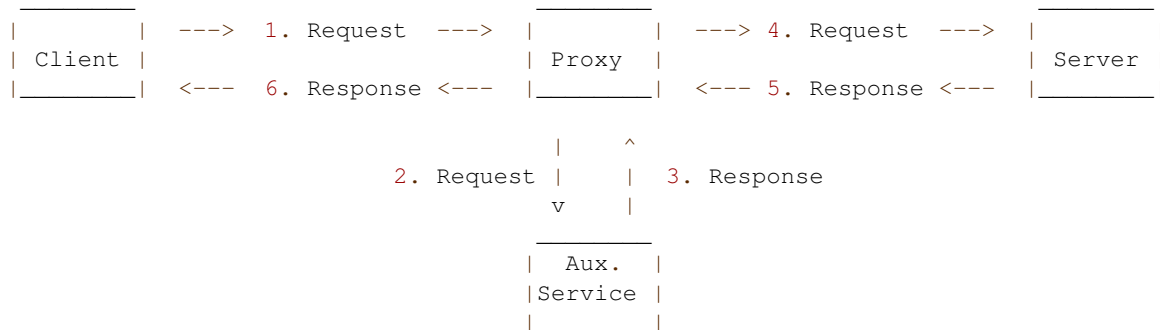 1. Request 4. Request
Client Proxy Server
6. Response 5. Response
2. Request 3. Response
Aux.
Service